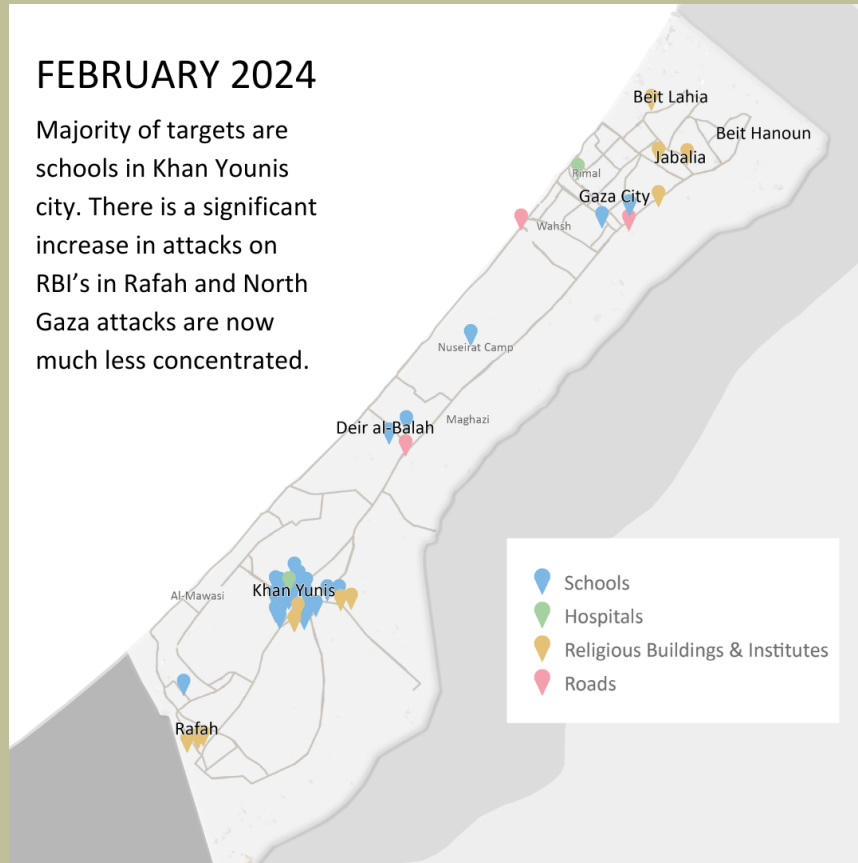 FEBRUARY 2024
Majority of targets are
schools in Khan Younis
city. There is a significant
increase in attacks on
RBI’s in Rafah and North
Gaza attacks are now
much less concentrated.
Beit Lahia
Beit Hanoun
Jabalia
Rimal
Gaza City
Wahsh
Nuseirat Camp
Maghazi
Deir al-Balah
Khan Yunis
Al-Mawasi
Rafah
Schools
Hospitals
Religious Buildings & Institutes
Roads